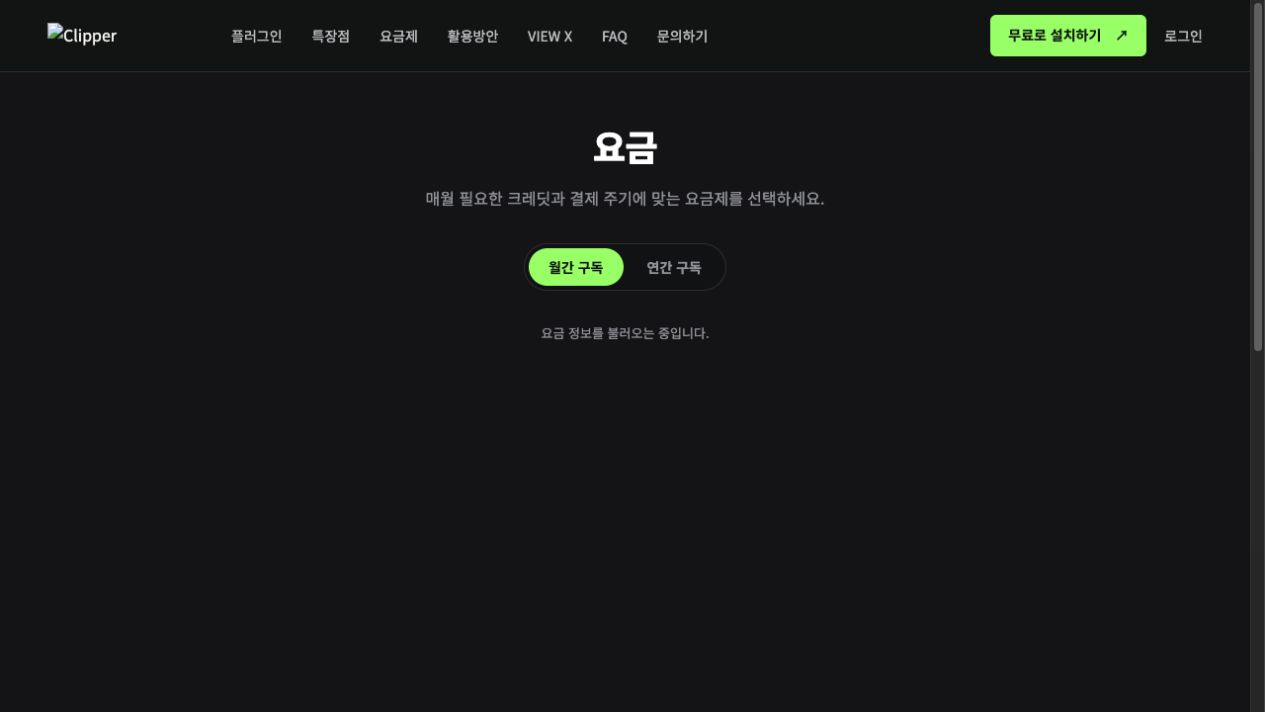 Clipper 플러그인 특장점 요금제 활용방안 VIEW X FAQ 문의하기 무료로 설치하기 ↗ 로그인
요금
매월 필요한 크레딧과 결제 주기에 맞는 요금제를 선택하세요.
월간 구독 연간 구독
요금 정보를 불러오는 중입니다.